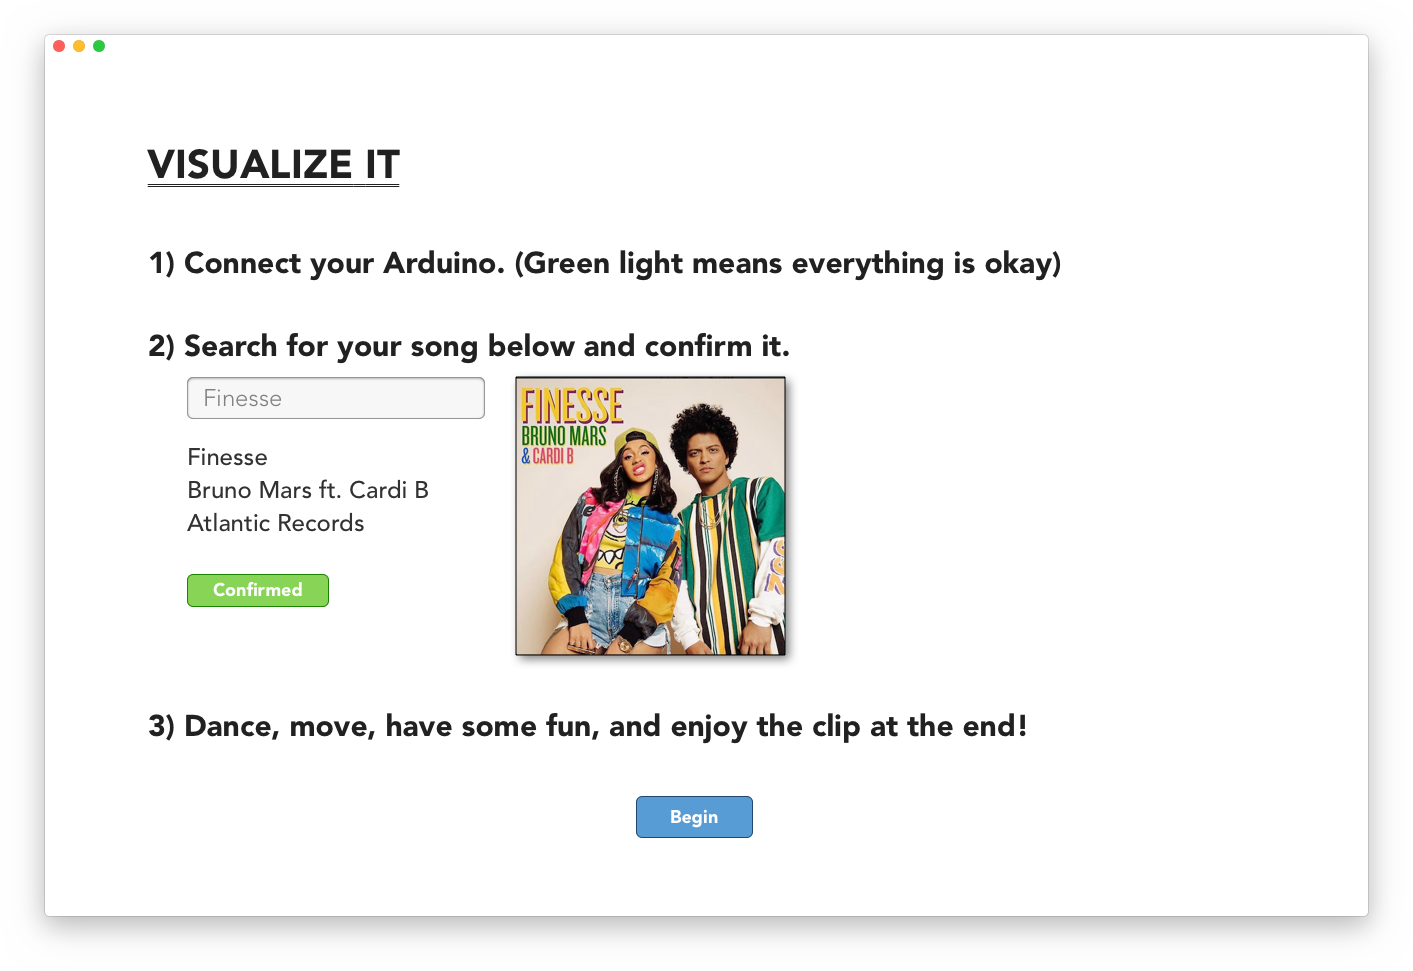 VISUALIZE IT
1) Connect your Arduino. (Green light means everything is okay)
2) Search for your song below and confirm it.
Finesse
Finesse
Bruno Mars ft. Cardi B
Atlantic Records
Confirmed
FINESSE
BRUNO MARS
& CARDI B
3) Dance, move, have some fun, and enjoy the clip at the end!
Begin